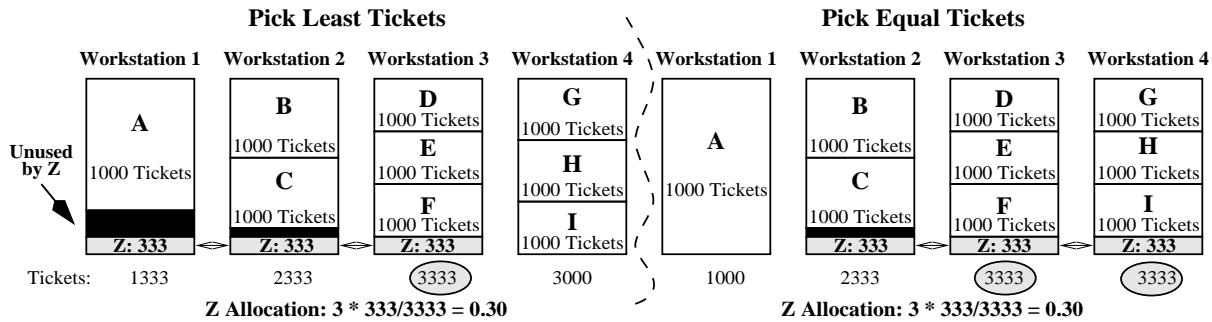 Pick Least Tickets
Pick Equal Tickets
Workstation 1 Workstation 2 Workstation 3 Workstation 4 Workstation 1 Workstation 2 Workstation 3 Workstation 4
A
1000 Tickets
Unused
by Z
Z: 333
B
1000 Tickets
C
1000 Tickets
Z: 333
D
1000 Tickets
E
1000 Tickets
F
1000 Tickets
Z: 333
G
1000 Tickets
H
1000 Tickets
I
1000 Tickets
A
1000 Tickets
B
1000 Tickets
C
1000 Tickets
Z: 333
D
1000 Tickets
E
1000 Tickets
F
1000 Tickets
Z: 333
G
1000 Tickets
H
1000 Tickets
I
1000 Tickets
Z: 333
Tickets: 1333 2333 3333 3000 1000 2333 3333 3333
Z Allocation: 3 * 333/3333 = 0.30
Z Allocation: 3 * 333/3333 = 0.30